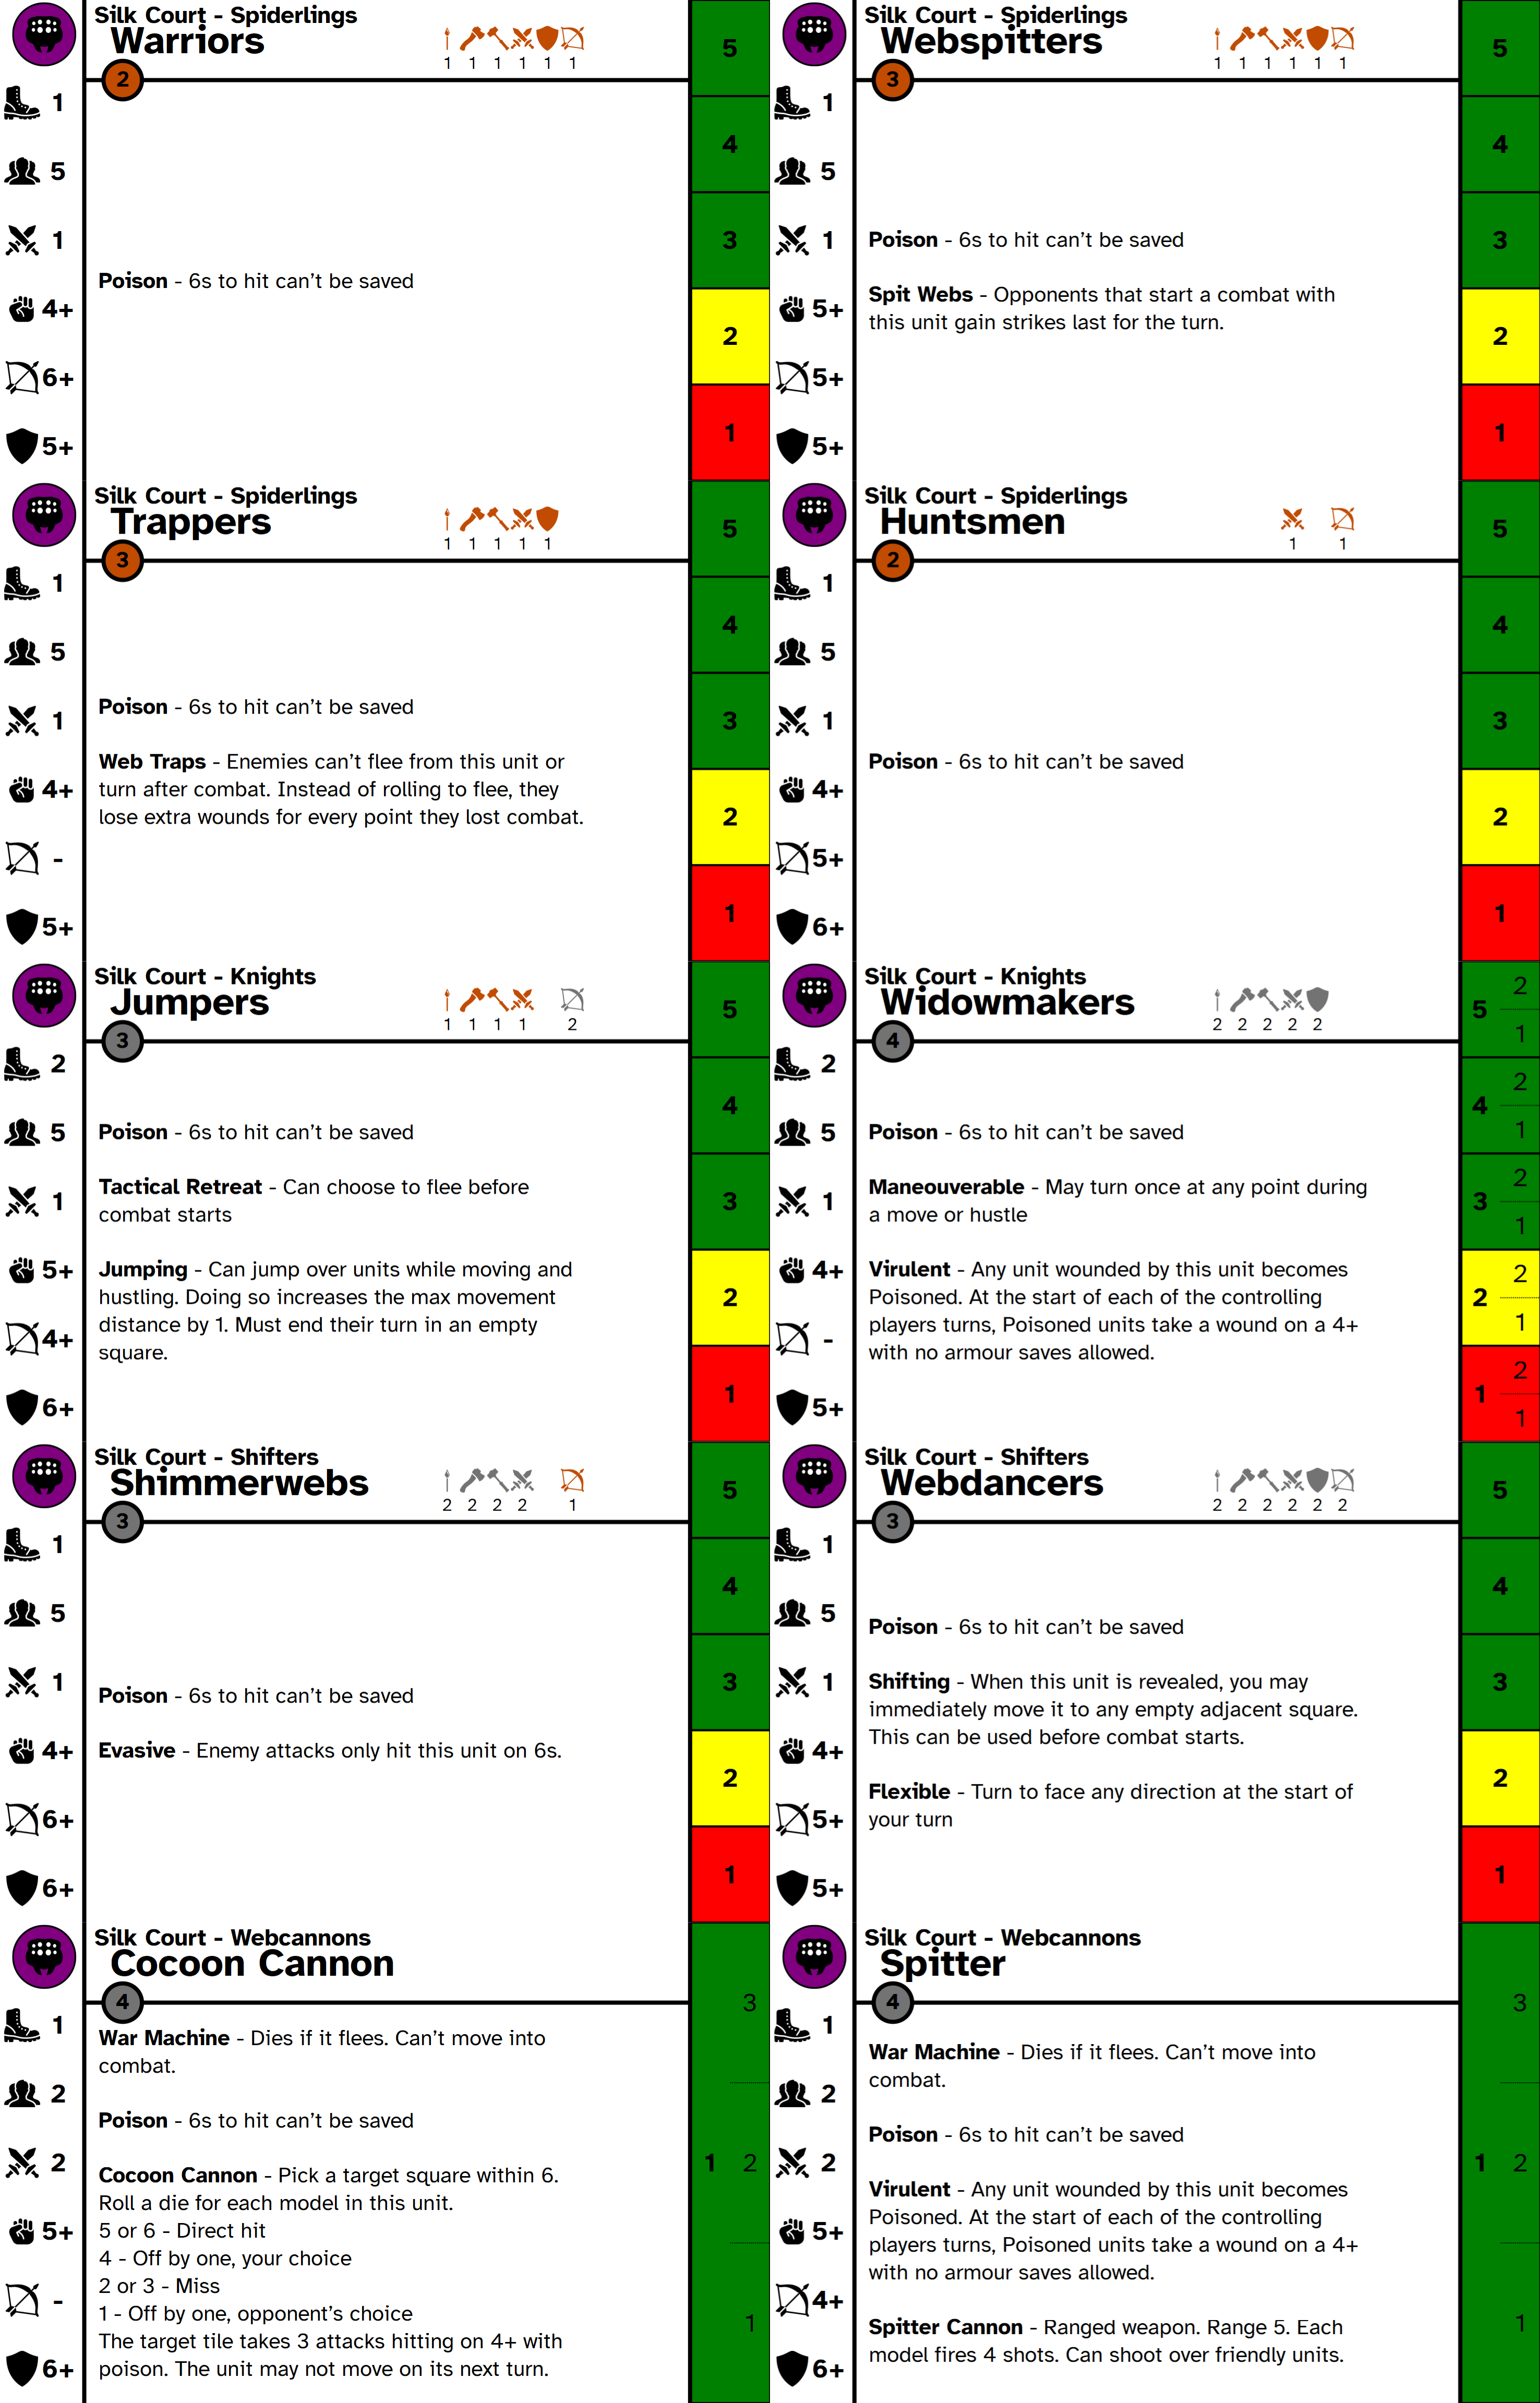 Silk Court - Spiderlings
Warriors
1 1 1 1 1 1
2
1
5
1
4+
6+
5+
Poison - 6s to hit can't be saved
5
4
3
2
1
Silk Court - Spiderlings
Webspitters
1 1 1 1 1 1
3
1
5
1
5+
5+
5+
Poison - 6s to hit can't be saved
Spit Webs - Opponents that start a combat with
this unit gain strikes last for the turn.
5
4
3
2
1
Silk Court - Spiderlings
Trappers
1 1 1 1 1
3
1
5
1
4+
-
5+
Poison - 6s to hit can't be saved
Web Traps - Enemies can't flee from this unit or
turn after combat. Instead of rolling to flee, they
lose extra wounds for every point they lost combat.
5
4
3
2
1
Silk Court - Spiderlings
Huntsmen
1 1
2
1
5
1
4+
5+
6+
Poison - 6s to hit can't be saved
5
4
3
2
1
Silk Court - Knights
Jumpers
1 1 1 1 2
3
2
5
1
5+
4+
6+
Poison - 6s to hit can't be saved
Tactical Retreat - Can choose to flee before
combat starts
Jumping - Can jump over units while moving and
hustling. Doing so increases the max movement
distance by 1. Must end their turn in an empty
square.
5
4
3
2
1
Silk Court - Knights
Widowmakers
2 2 2 2 2
4
2
5
1
4+
-
5+
Poison - 6s to hit can't be saved
Maneouverable - May turn once at any point during
a move or hustle
Virulent - Any unit wounded by this unit becomes
Poisoned. At the start of each of the controlling
players turns, Poisoned units take a wound on a 4+
with no armour saves allowed.
5 2 1
4 2 1
3 2 1
2 2 1
1 2 1
Silk Court - Shifters
Shimmerwebs
2 2 2 2 1
3
1
5
1
4+
6+
6+
Poison - 6s to hit can't be saved
Evasive - Enemy attacks only hit this unit on 6s.
5
4
3
2
1
Silk Court - Shifters
Webdancers
2 2 2 2 2 2
3
1
5
1
4+
5+
5+
Poison - 6s to hit can't be saved
Shifting - When this unit is revealed, you may
immediately move it to any empty adjacent square.
This can be used before combat starts.
Flexible - Turn to face any direction at the start of
your turn
5
4
3
2
1
Silk Court - Webcannons
Cocoon Cannon
4
1
2
2
5+
-
6+
War Machine - Dies if it flees. Can't move into
combat.
Poison - 6s to hit can't be saved
Cocoon Cannon - Pick a target square within 6.
Roll a die for each model in this unit.
5 or 6 - Direct hit
4 - Off by one, your choice
2 or 3 - Miss
1 - Off by one, opponent's choice
The target tile takes 3 attacks hitting on 4+ with
poison. The unit may not move on its next turn.
3
1 2
1
Silk Court - Webcannons
Spitter
4
1
2
2
5+
4+
6+
War Machine - Dies if it flees. Can't move into
combat.
Poison - 6s to hit can't be saved
Virulent - Any unit wounded by this unit becomes
Poisoned. At the start of each of the controlling
players turns, Poisoned units take a wound on a 4+
with no armour saves allowed.
Spitter Cannon - Ranged weapon. Range 5. Each
model fires 4 shots. Can shoot over friendly units.
3
1 2
1